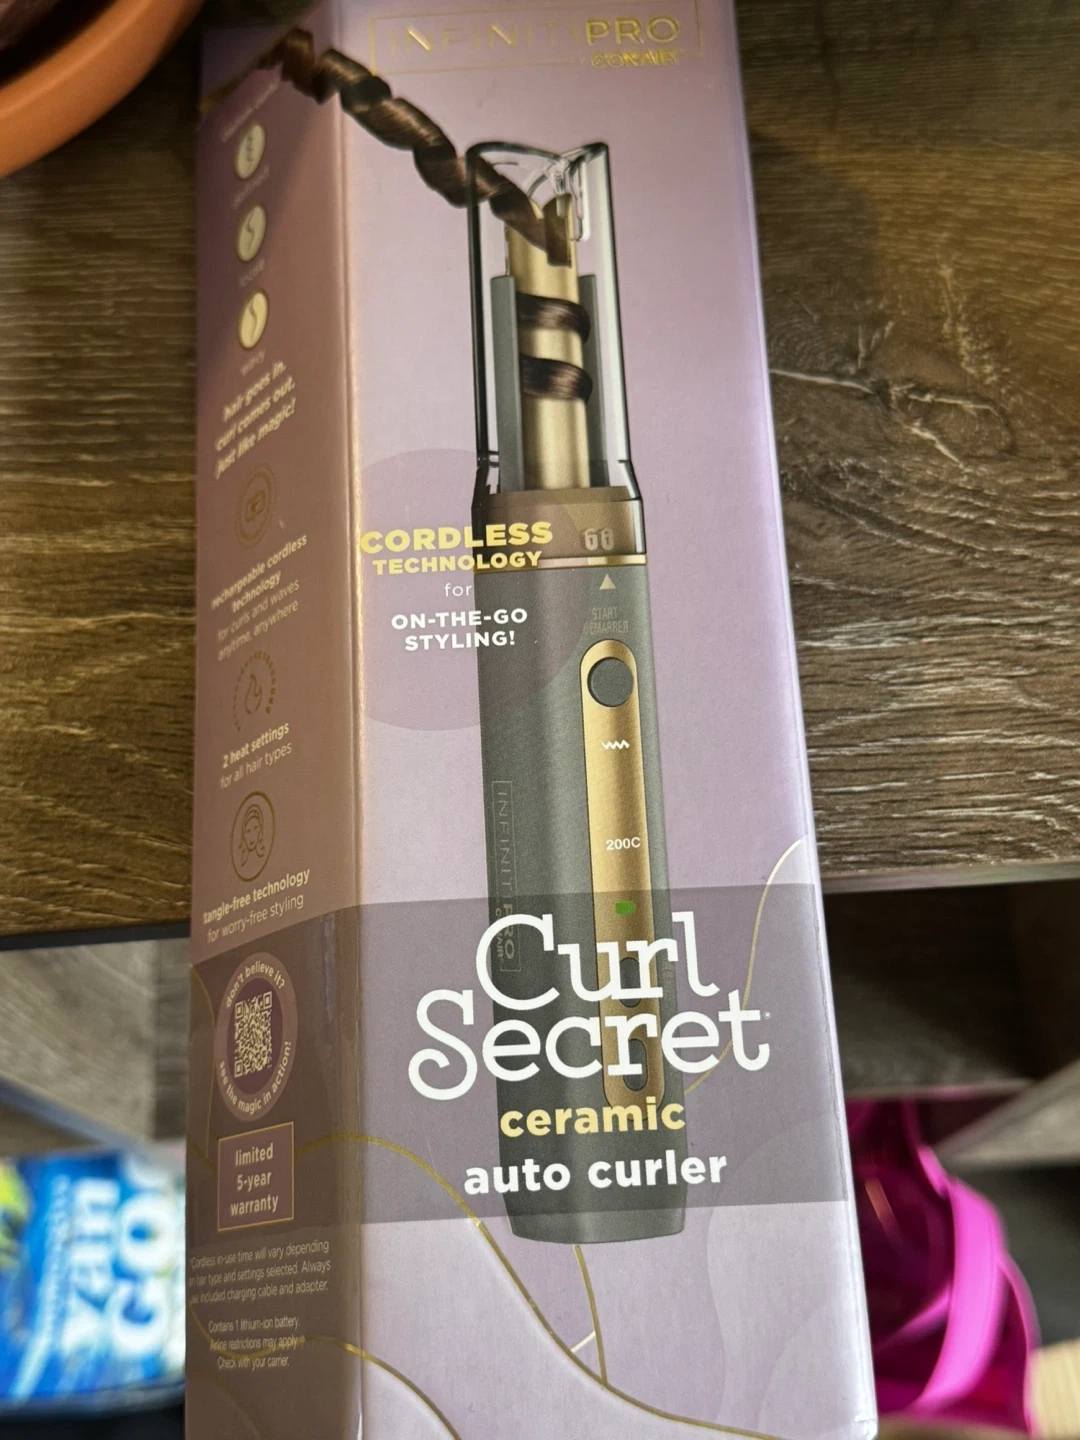 INFINITIPRO
CONAIR
loose
wavy
hair goes in.
curl comes out.
just like magic!
rechargeable cordless
technology
for curls and waves
anytime, anywhere
2 heat settings
for all hair types
tangle-free technology
for worry-free styling
don't believe it?
see the magic in action!
limited
5-year
warranty
*Cordless in-use time will vary depending
on hair type and settings selected. Always
use included charging cable and adapter.
Contains 1 lithium-ion battery.
Airline restrictions may apply.
Check with your carrier.
CORDLESS
TECHNOLOGY
for
ON-THE-GO
STYLING!
START
DÉMARRER
200C
INFINITIPRO
CONAIR
Curl
Secret
ceramic
auto curler